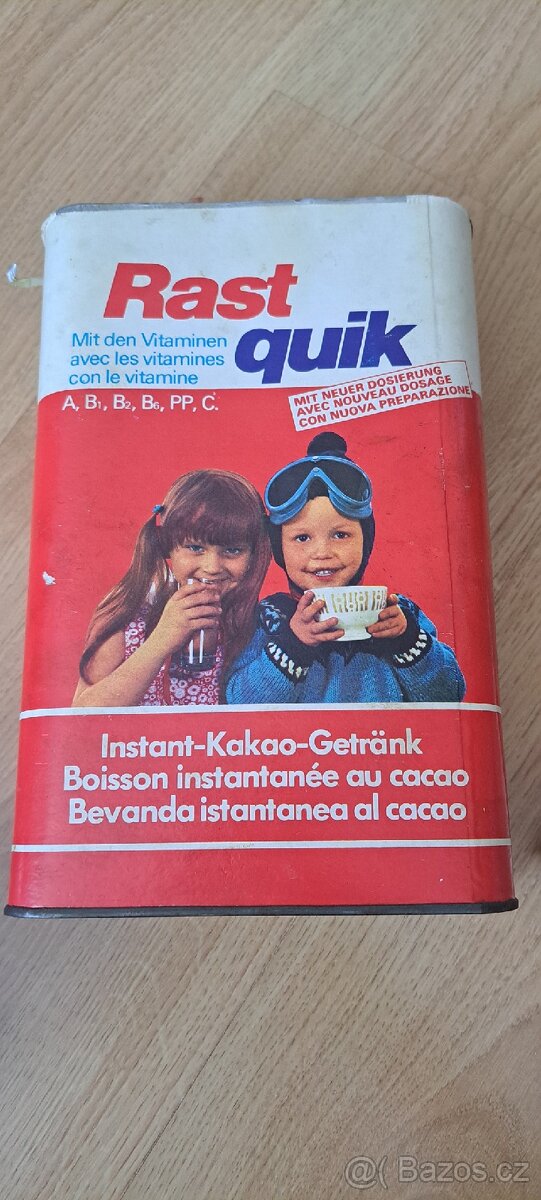 Rast
quik
Mit den Vitaminen
avec les vitamines
con le vitamine
A, B1, B2, B6, PP, C.
MIT NEUER DOSIERUNG
AVEC NOUVEAU DOSAGE
CON NUOVA PREPARAZIONE
Instant-Kakao-Getränk
Boisson instantanée au cacao
Bevanda istantanea al cacao
@ Bazos.cz